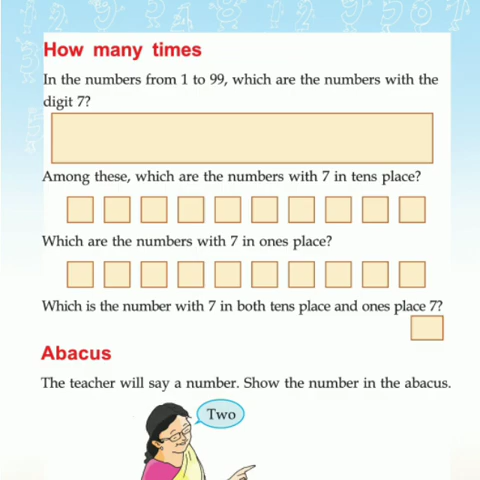 How many times
In the numbers from 1 to 99, which are the numbers with the
digit 7?
Among these, which are the numbers with 7 in tens place?
Which are the numbers with 7 in ones place?
Which is the number with 7 in both tens place and ones place 7?
Abacus
The teacher will say a number. Show the number in the abacus.
Two